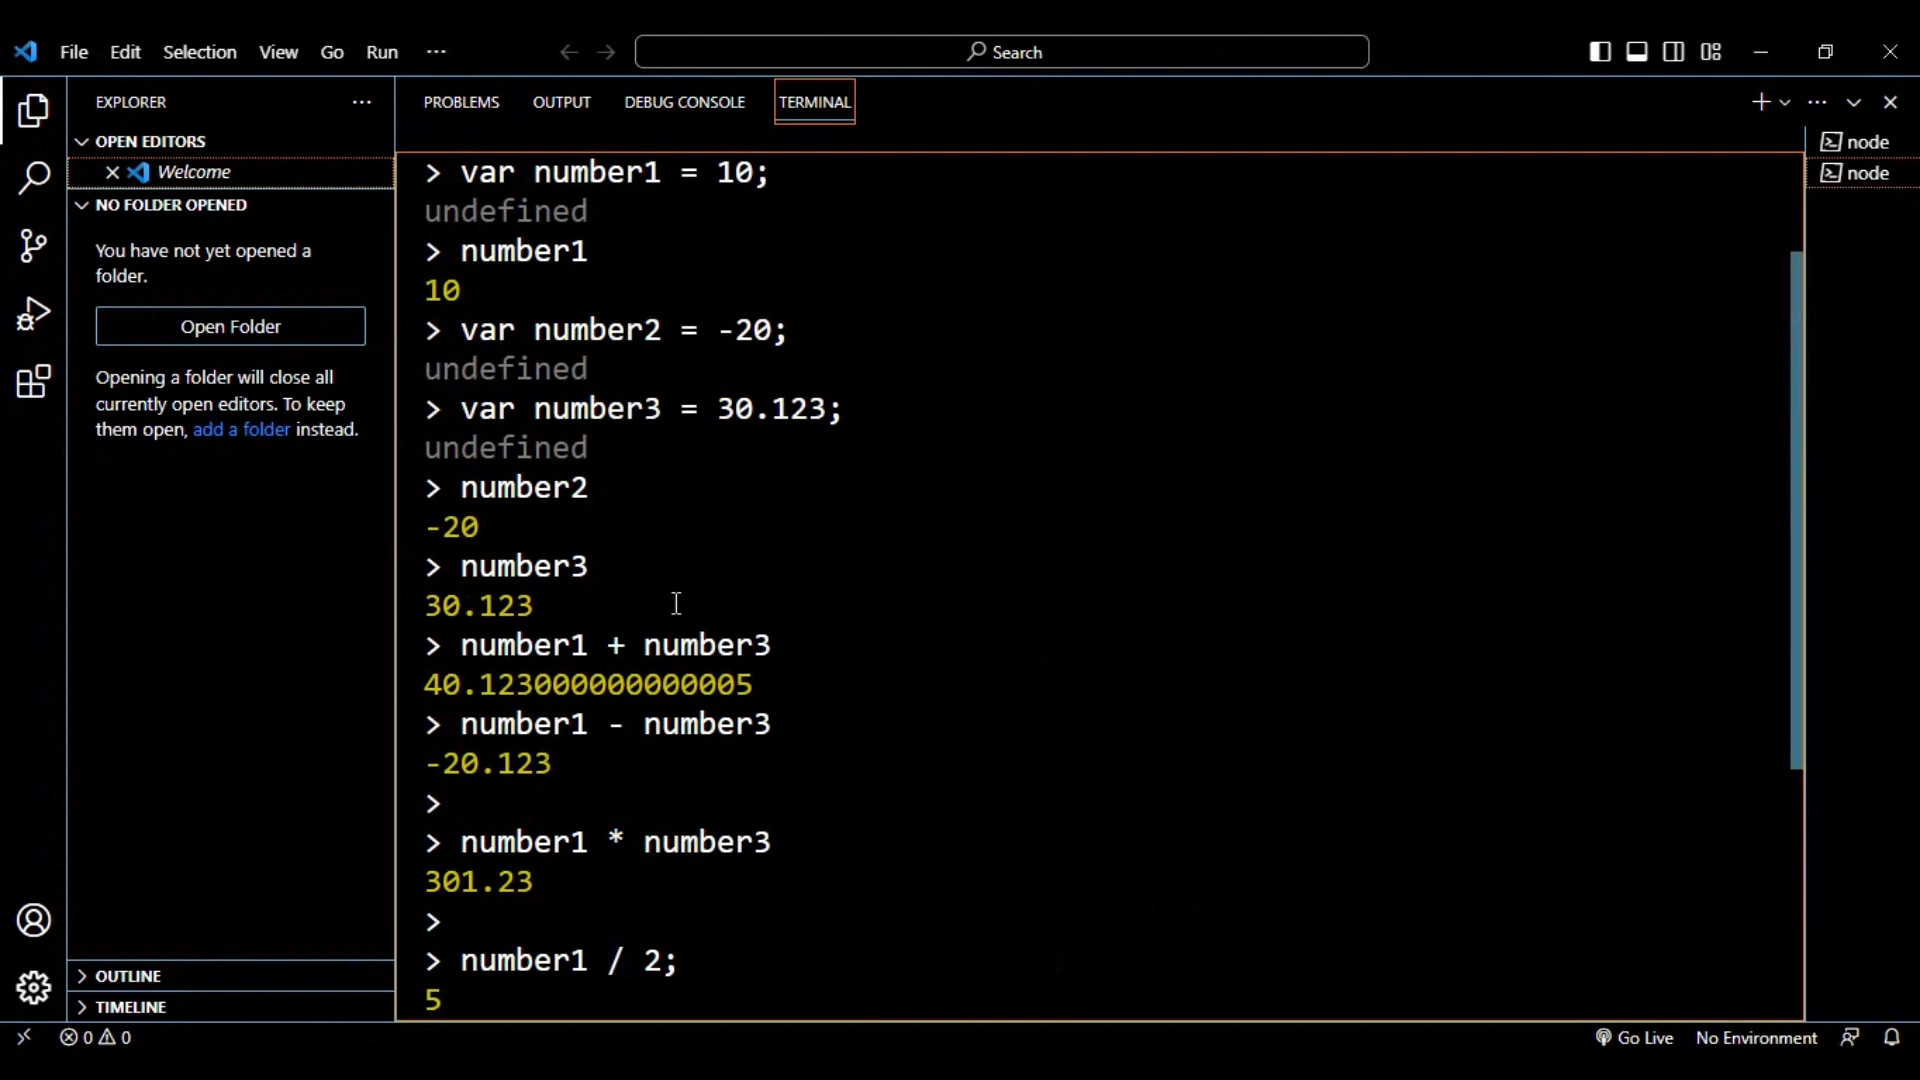 File Edit Selection View Go Run ···
Search
EXPLORER ···
OPEN EDITORS
Welcome
NO FOLDER OPENED
You have not yet opened a
folder.
Open Folder
Opening a folder will close all
currently open editors. To keep
them open, add a folder instead.
OUTLINE
TIMELINE
PROBLEMS OUTPUT DEBUG CONSOLE TERMINAL
> var number1 = 10;
undefined
> number1
10
> var number2 = -20;
undefined
> var number3 = 30.123;
undefined
> number2
-20
> number3
30.123
> number1 + number3
40.123000000000005
> number1 - number3
-20.123
>
> number1 * number3
301.23
>
> number1 / 2;
5
node
node
0 0
Go Live No Environment